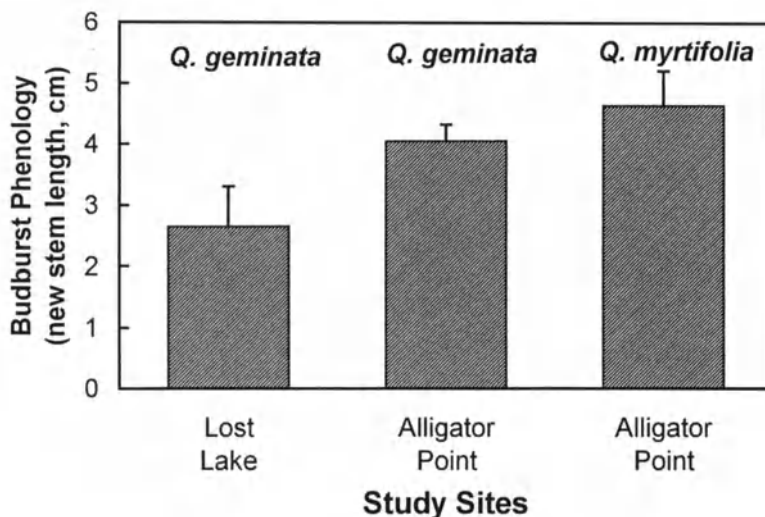 Budburst Phenology
(new stem length, cm)
6
5
4
3
2
1
0
Q. geminata
Q. geminata
Q. myrtifolia
Lost
Lake
Alligator
Point
Alligator
Point
Study Sites